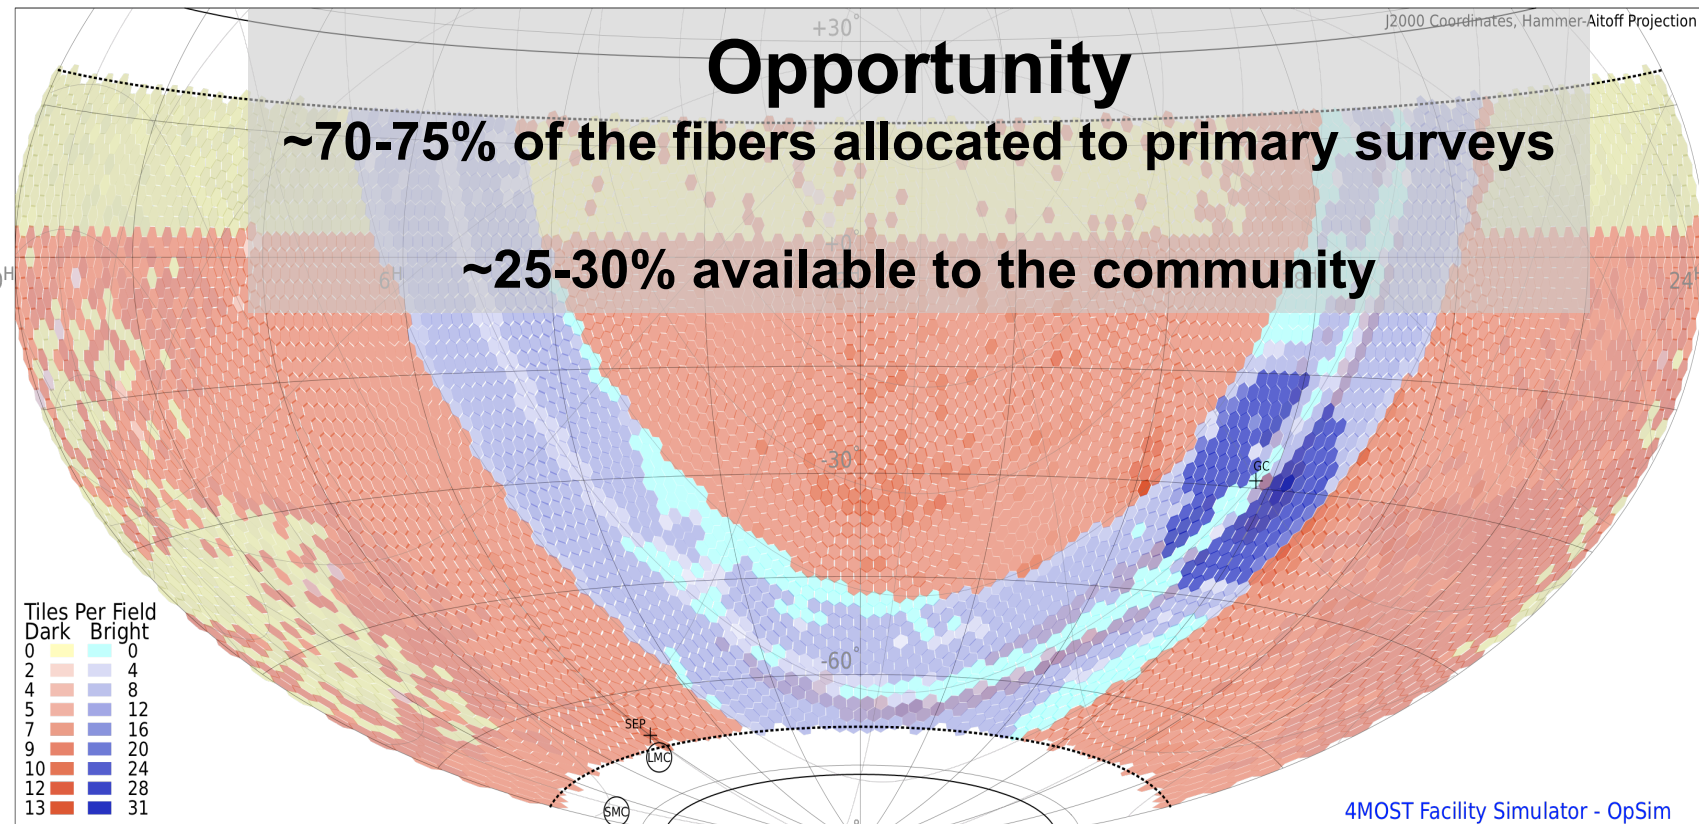 +30°
J2000 Coordinates, Hammer-Aitoff Projection
Opportunity
~70-75% of the fibers allocated to primary surveys
+0°
~25-30% available to the community
6H
24
-30°
GC
-60°
SEP
LMC
SMC
Tiles Per Field
Dark Bright
0 0
2 4
4 8
5 12
7 16
9 20
10 24
12 28
13 31
4MOST Facility Simulator - OpSim